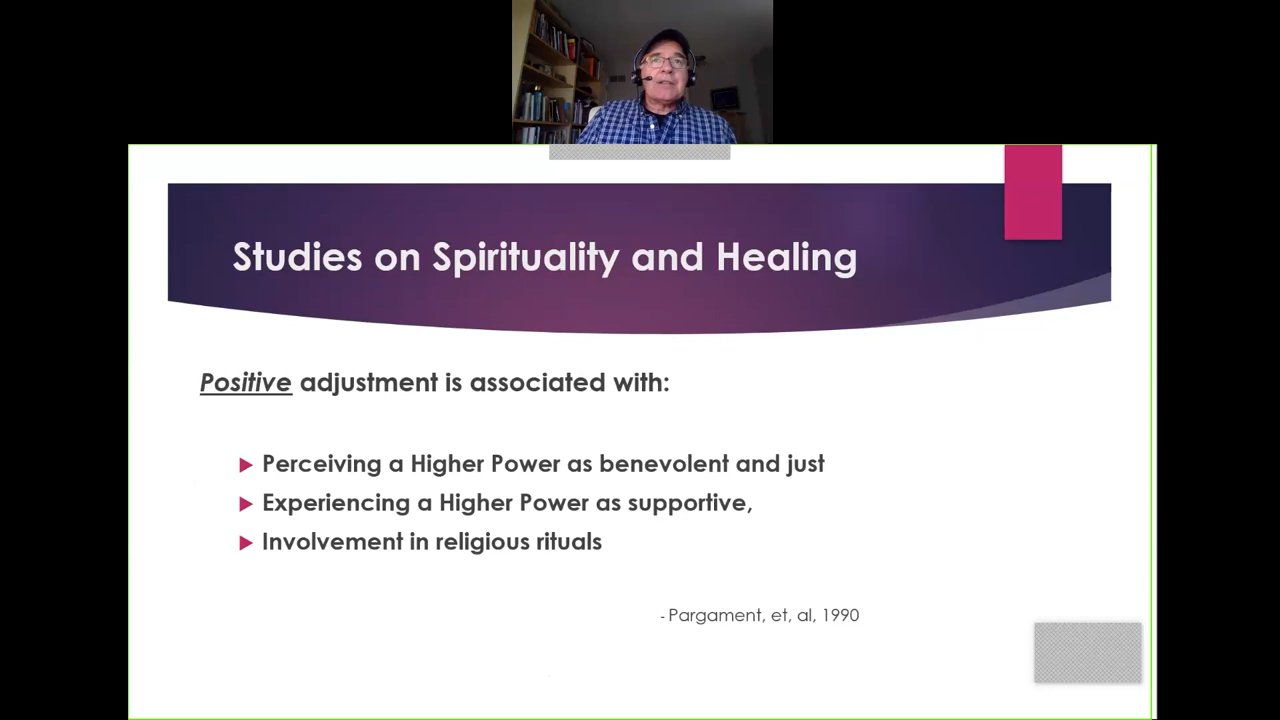 Studies on Spirituality and Healing
Positive adjustment is associated with:
Perceiving a Higher Power as benevolent and just
Experiencing a Higher Power as supportive,
Involvement in religious rituals
- Pargament, et, al, 1990